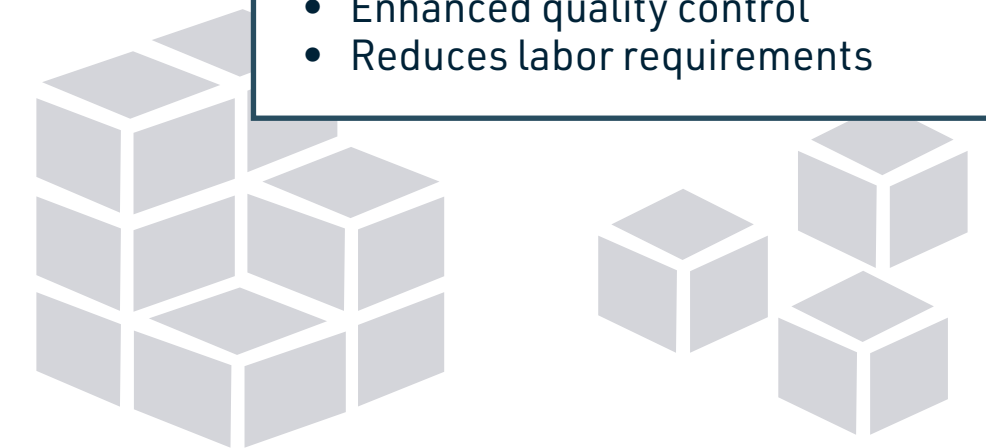 • Enhanced quality control
• Reduces labor requirements